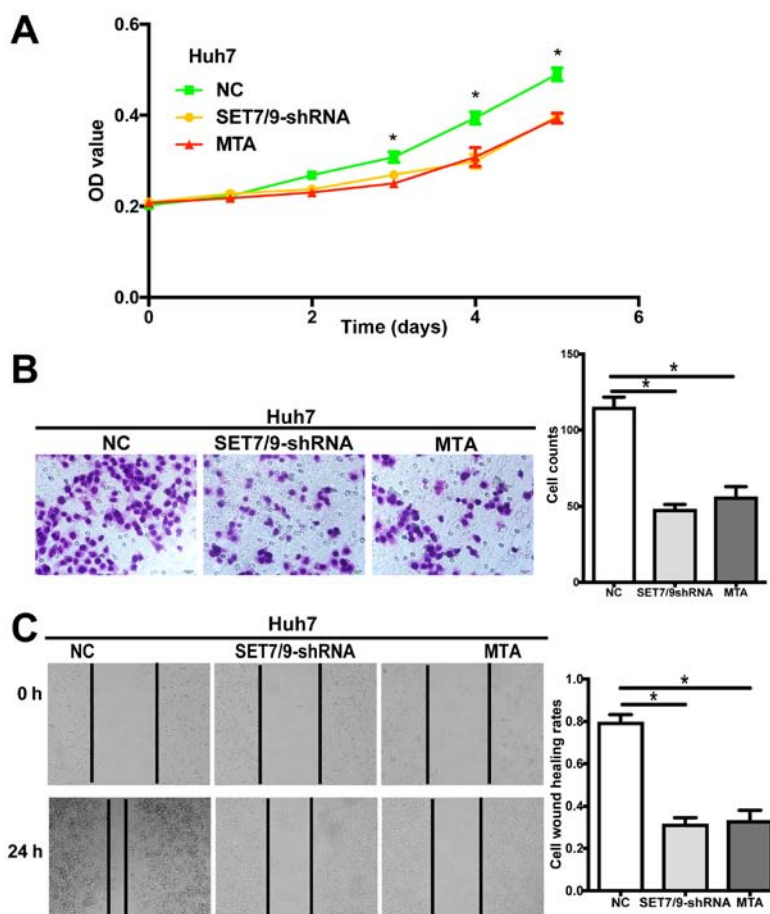 A
0.6
Huh7
NC
SET7/9-shRNA
MTA
* * *
0.4
OD value
0.2
0.0
0 2 4 6
Time (days)
B
Huh7
NC SET7/9-shRNA MTA
150
*
*
100
Cell counts
50
0
NC SET7/9shRNA MTA
C
Huh7
NC SET7/9-shRNA MTA
0 h
24 h
1.0
*
*
0.8
Cell wound healing rates
0.6
0.4
0.2
0.0
NC SET7/9-shRNA MTA